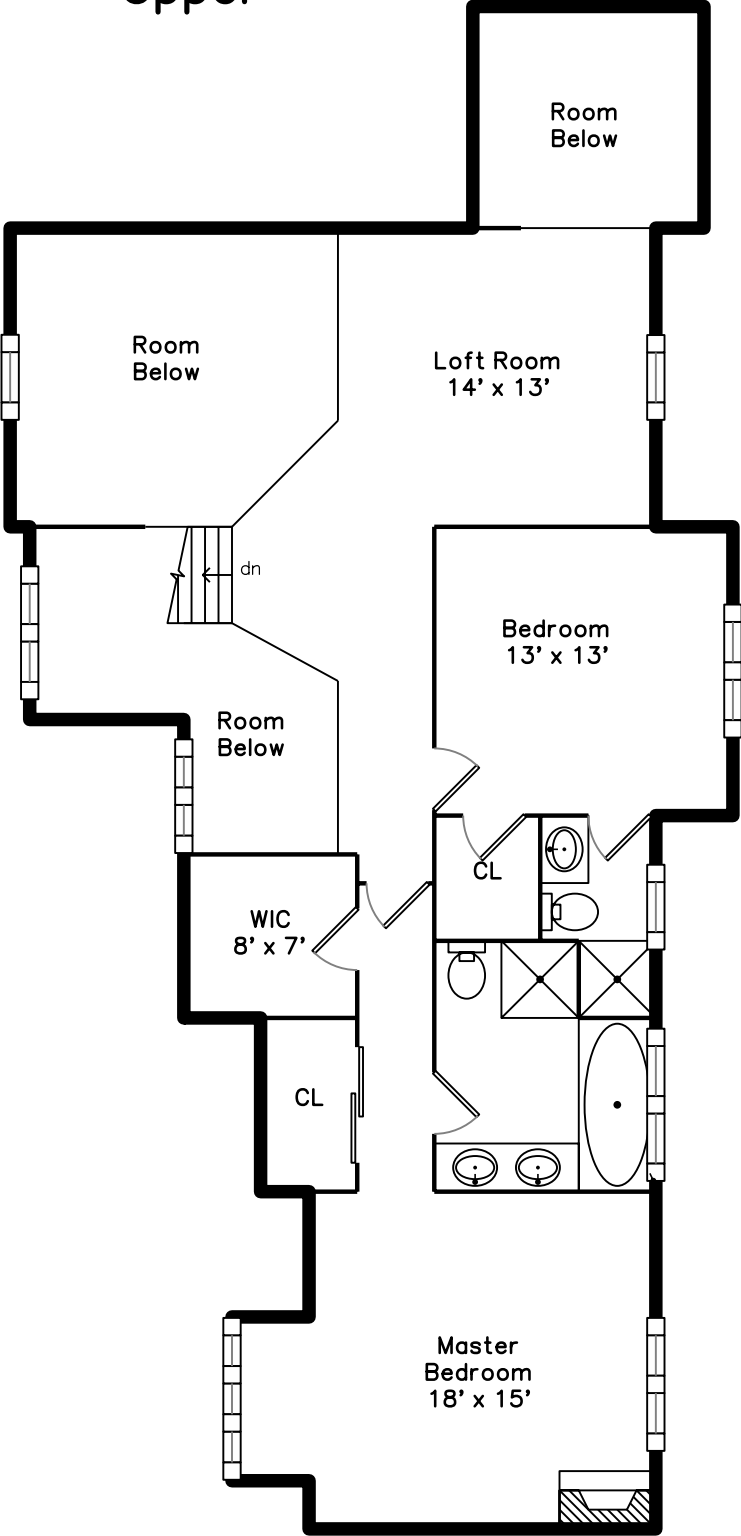 Upper
Room
Below
Room
Below
Loft Room
14' x 13'
dn
Bedroom
13' x 13'
Room
Below
CL
WIC
8' x 7'
CL
Master
Bedroom
18' x 15'